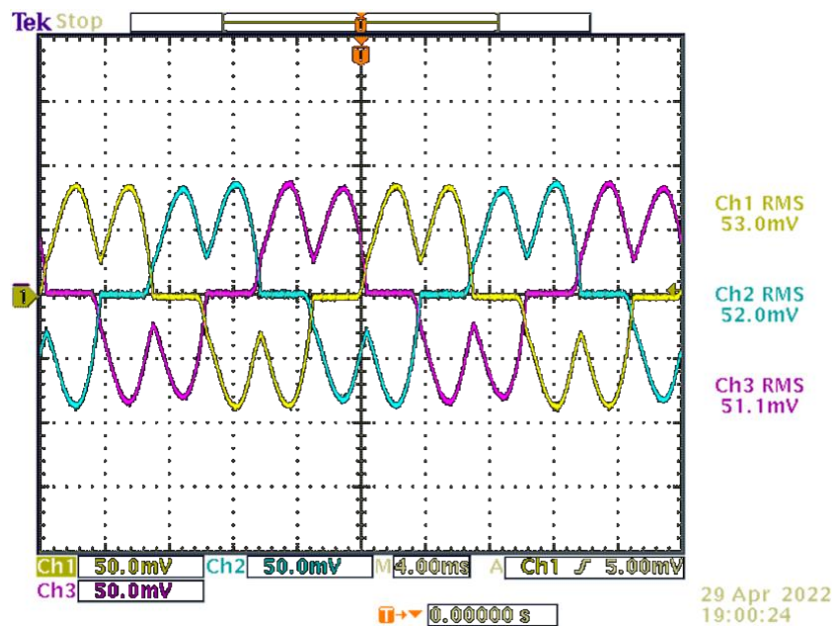 Tek Stop
T
T
1
Ch1 RMS
53.0mV
Ch2 RMS
52.0mV
Ch3 RMS
51.1mV
Ch1 50.0mV Ch2 50.0mV M 4.00ms A Ch1 ʃ 5.00mV
Ch3 50.0mV
T→▼ 0.00000 s
29 Apr 2022
19:00:24